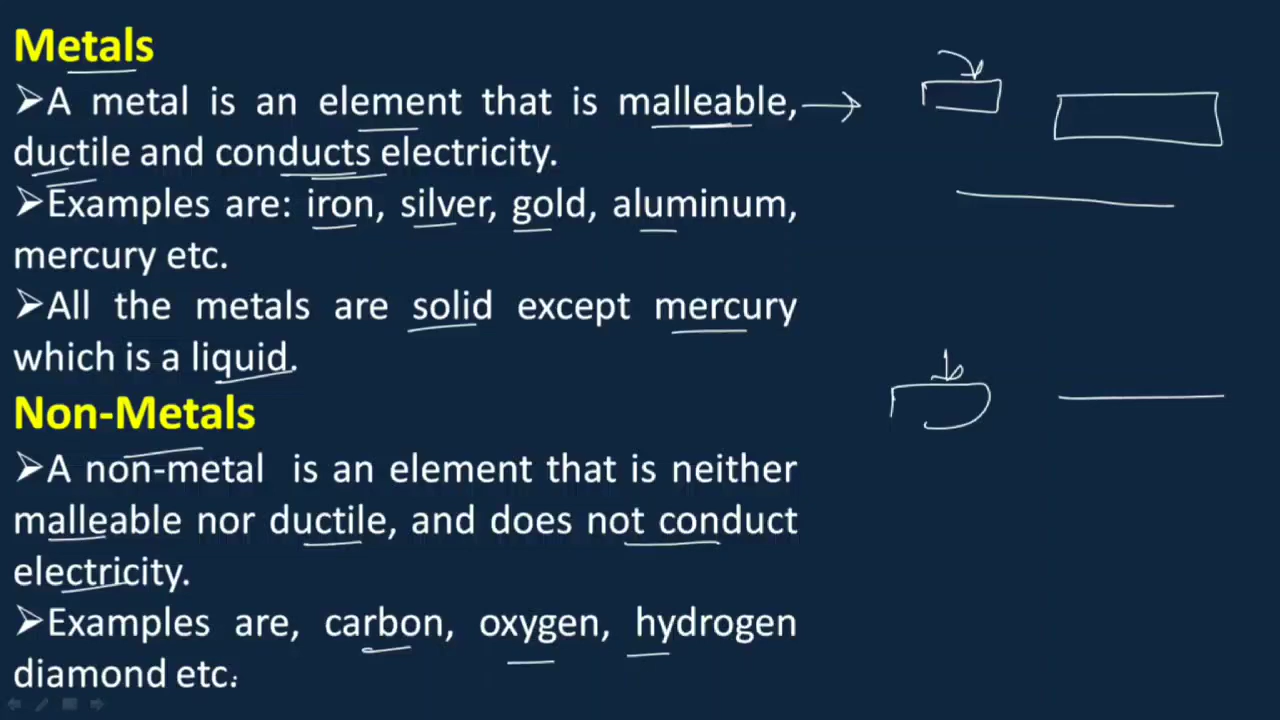 Metals
➢A metal is an element that is malleable,
ductile and conducts electricity.
➢Examples are: iron, silver, gold, aluminum,
mercury etc.
➢All the metals are solid except mercury
which is a liquid.
Non-Metals
➢A non-metal is an element that is neither
malleable nor ductile, and does not conduct
electricity.
➢Examples are, carbon, oxygen, hydrogen
diamond etc.